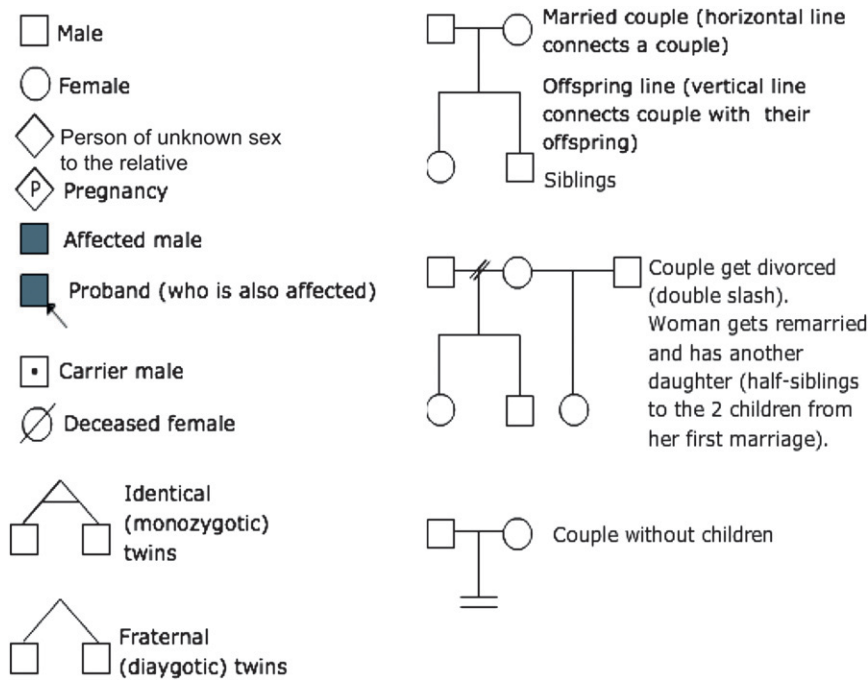 Male
Female
Person of unknown sex
to the relative
P
Pregnancy
Affected male
Proband (who is also affected)
Carrier male
Deceased female
Identical
(monozygotic)
twins
Fraternal
(diaygotic) twins
Married couple (horizontal line
connects a couple)
Offspring line (vertical line
connects couple with their
offspring)
Siblings
Couple get divorced
(double slash).
Woman gets remarried
and has another
daughter (half-siblings
to the 2 children from
her first marriage).
Couple without children